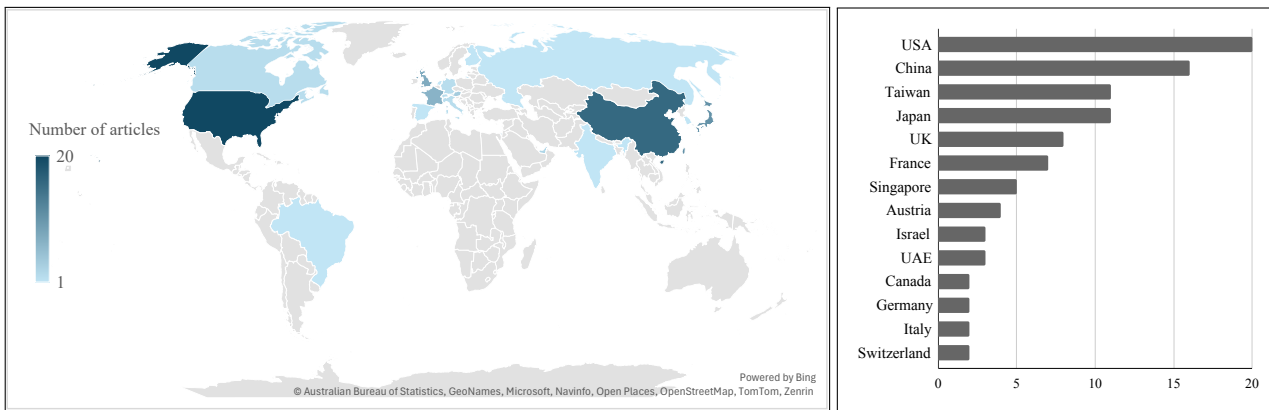 Number of articles
20
1
Powered by Bing
© Australian Bureau of Statistics, GeoNames, Microsoft, Navinfo, Open Places, OpenStreetMap, TomTom, Zenrin
USA
China
Taiwan
Japan
UK
France
Singapore
Austria
Israel
UAE
Canada
Germany
Italy
Switzerland
0 5 10 15 20